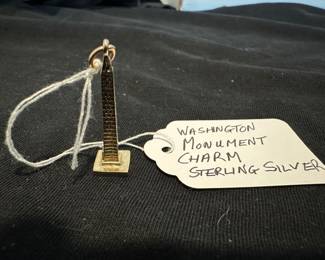 WASHINGTON
MONUMENT
CHARM
STERLING SILVER